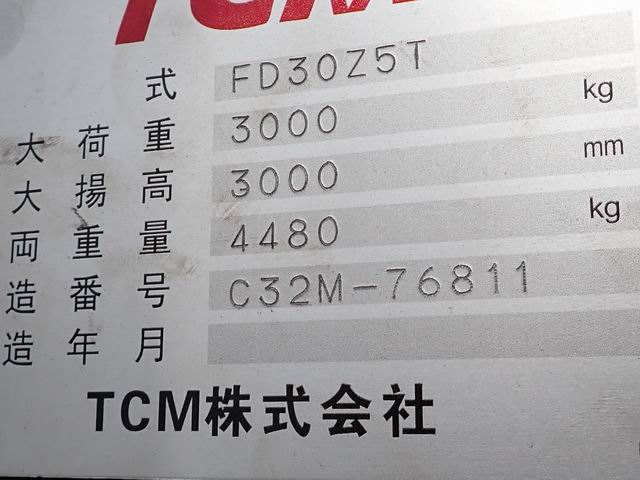 TCM
式 FD30Z5T
大荷重 3000 kg
大揚高 3000 mm
両重量 4480 kg
造番号 C32M-76811
造年月
TCM株式会社